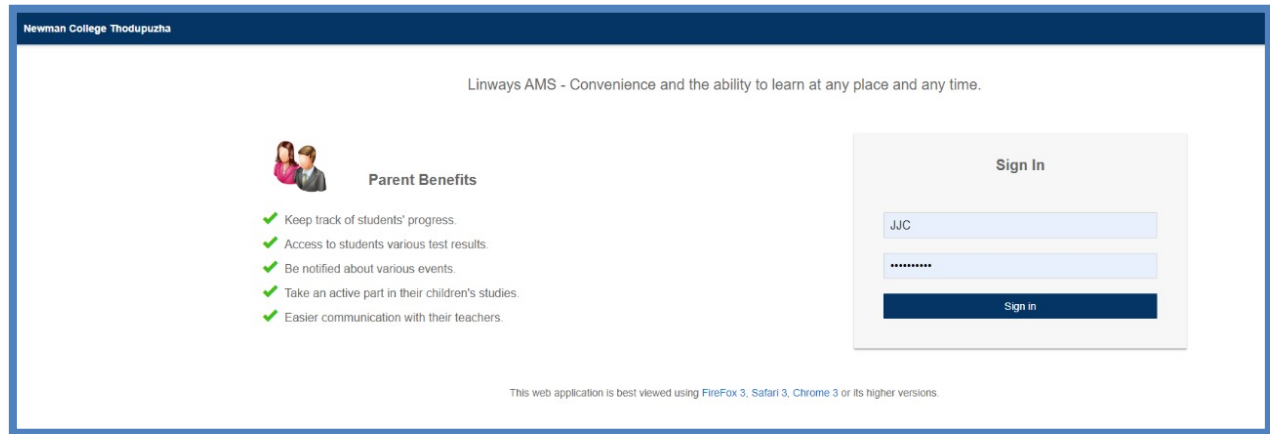 Newman College Thodupuzha
Linways AMS - Convenience and the ability to learn at any place and any time.
Parent Benefits
Keep track of students' progress.
Access to students various test results.
Be notified about various events.
Take an active part in their children's studies.
Easier communication with their teachers.
Sign In
JJC
••••••••••
Sign in
This web application is best viewed using FireFox 3, Safari 3, Chrome 3 or its higher versions.